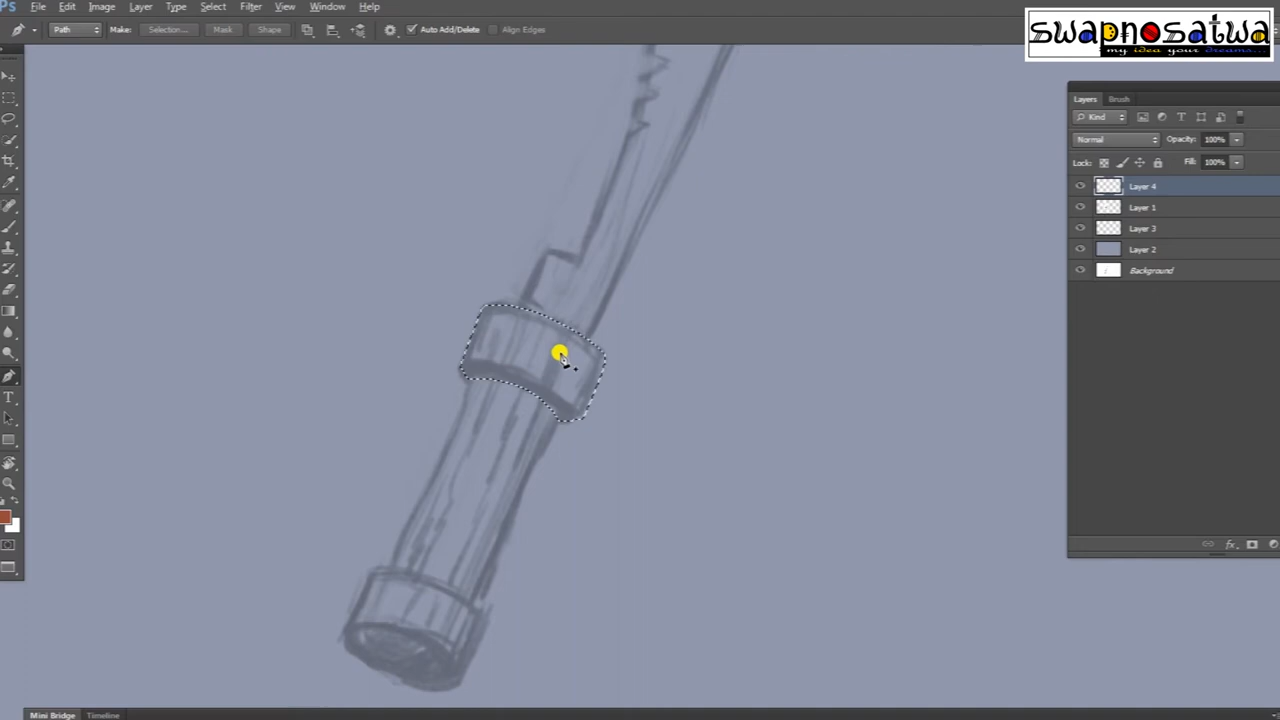 Ps File Edit Image Layer Type Select Filter View Window Help
Path Make: Selection... Mask Shape Auto Add/Delete Align Edges
swapnosatwa
my idea your dreams...
Layers Brush
Kind
Normal Opacity: 100%
Lock: Fill: 100%
Layer 4
Layer 1
Layer 3
Layer 2
Background
fx
Mini Bridge Timeline